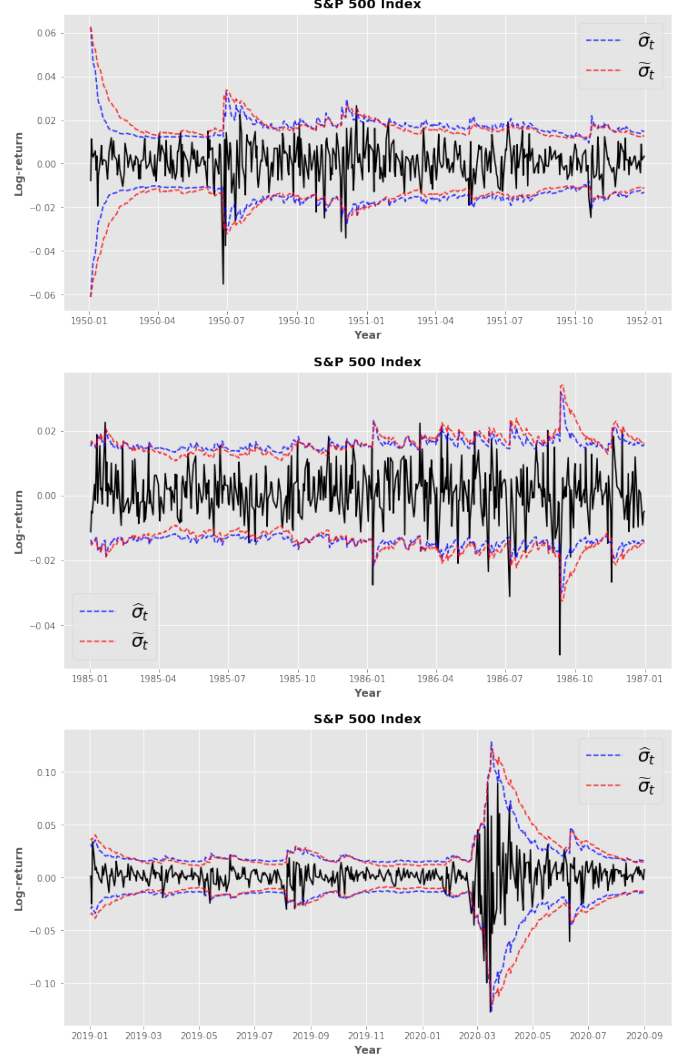 S&P 500 Index
0.06
0.04
0.02
0.00
−0.02
−0.04
−0.06
Log-return
σ̂t
σ̃t
1950-01 1950-04 1950-07 1950-10 1951-01 1951-04 1951-07 1951-10 1952-01
Year
S&P 500 Index
0.02
0.00
−0.02
−0.04
Log-return
σ̂t
σ̃t
1985-01 1985-04 1985-07 1985-10 1986-01 1986-04 1986-07 1986-10 1987-01
Year
S&P 500 Index
0.10
0.05
0.00
−0.05
−0.10
Log-return
σ̂t
σ̃t
2019-01 2019-03 2019-05 2019-07 2019-09 2019-10 2020-01 2020-03 2020-05 2020-06 2020-09
Year